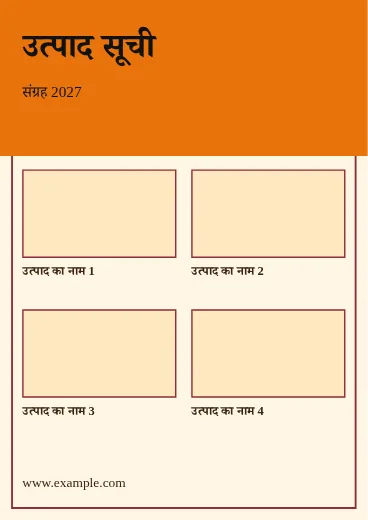 उत्पाद सूची
संग्रह 2027
उत्पाद का नाम 1
उत्पाद का नाम 2
उत्पाद का नाम 3
उत्पाद का नाम 4
www.example.com